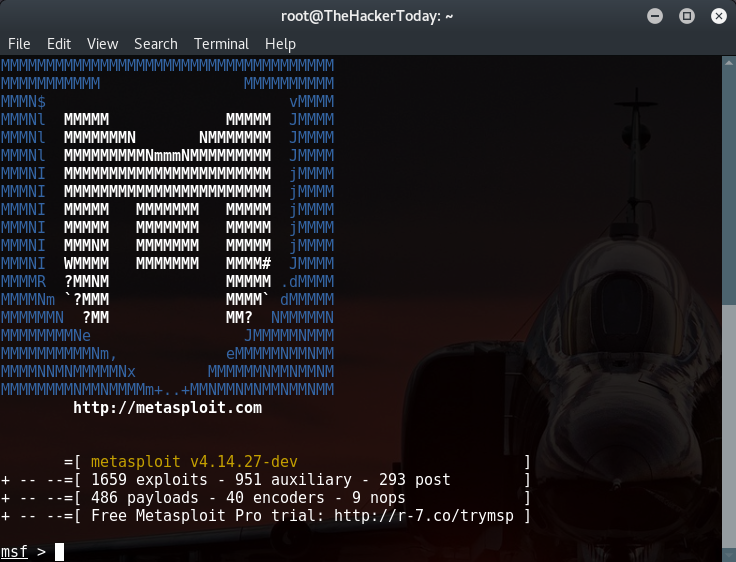 root@TheHackerToday: ~
File Edit View Search Terminal Help
MMMMMMMMMMMMMMMMMMMMMMMMMMMMMMMMMMMMM
MMMMMMMMMMM                MMMMMMMMMM
MMMN$                           vMMMM
MMMNl  MMMMM             MMMMM  JMMMM
MMMNl  MMMMMMMN       NMMMMMMM  JMMMM
MMMNl  MMMMMMMMMNmmmNMMMMMMMMM  JMMMM
MMMNI  MMMMMMMMMMMMMMMMMMMMMMM  jMMMM
MMMNI  MMMMMMMMMMMMMMMMMMMMMMM  jMMMM
MMMNI  MMMMM   MMMMMMM   MMMMM  jMMMM
MMMNI  MMMMM   MMMMMMM   MMMMM  jMMMM
MMMNI  MMMNM   MMMMMMM   MMMMM  jMMMM
MMMNI  WMMMM   MMMMMMM   MMMM#  JMMMM
MMMMR  ?MMNM             MMMMM .dMMMM
MMMMNm `?MMM             MMMM` dMMMMM
MMMMMMN  ?MM             MM?  NMMMMMN
MMMMMMMMNe                 JMMMMMNMMM
MMMMMMMMMMNm,            eMMMMMNMMNMM
MMMMNNMNMMMMMNx        MMMMMMNMMNMMNM
MMMMMMMMNMMNMMMMm+..+MMNMMNMNMMNMMNMM
http://metasploit.com
=[ metasploit v4.14.27-dev ]
+ -- --=[ 1659 exploits - 951 auxiliary - 293 post ]
+ -- --=[ 486 payloads - 40 encoders - 9 nops ]
+ -- --=[ Free Metasploit Pro trial: http://r-7.co/trymsp ]
msf >